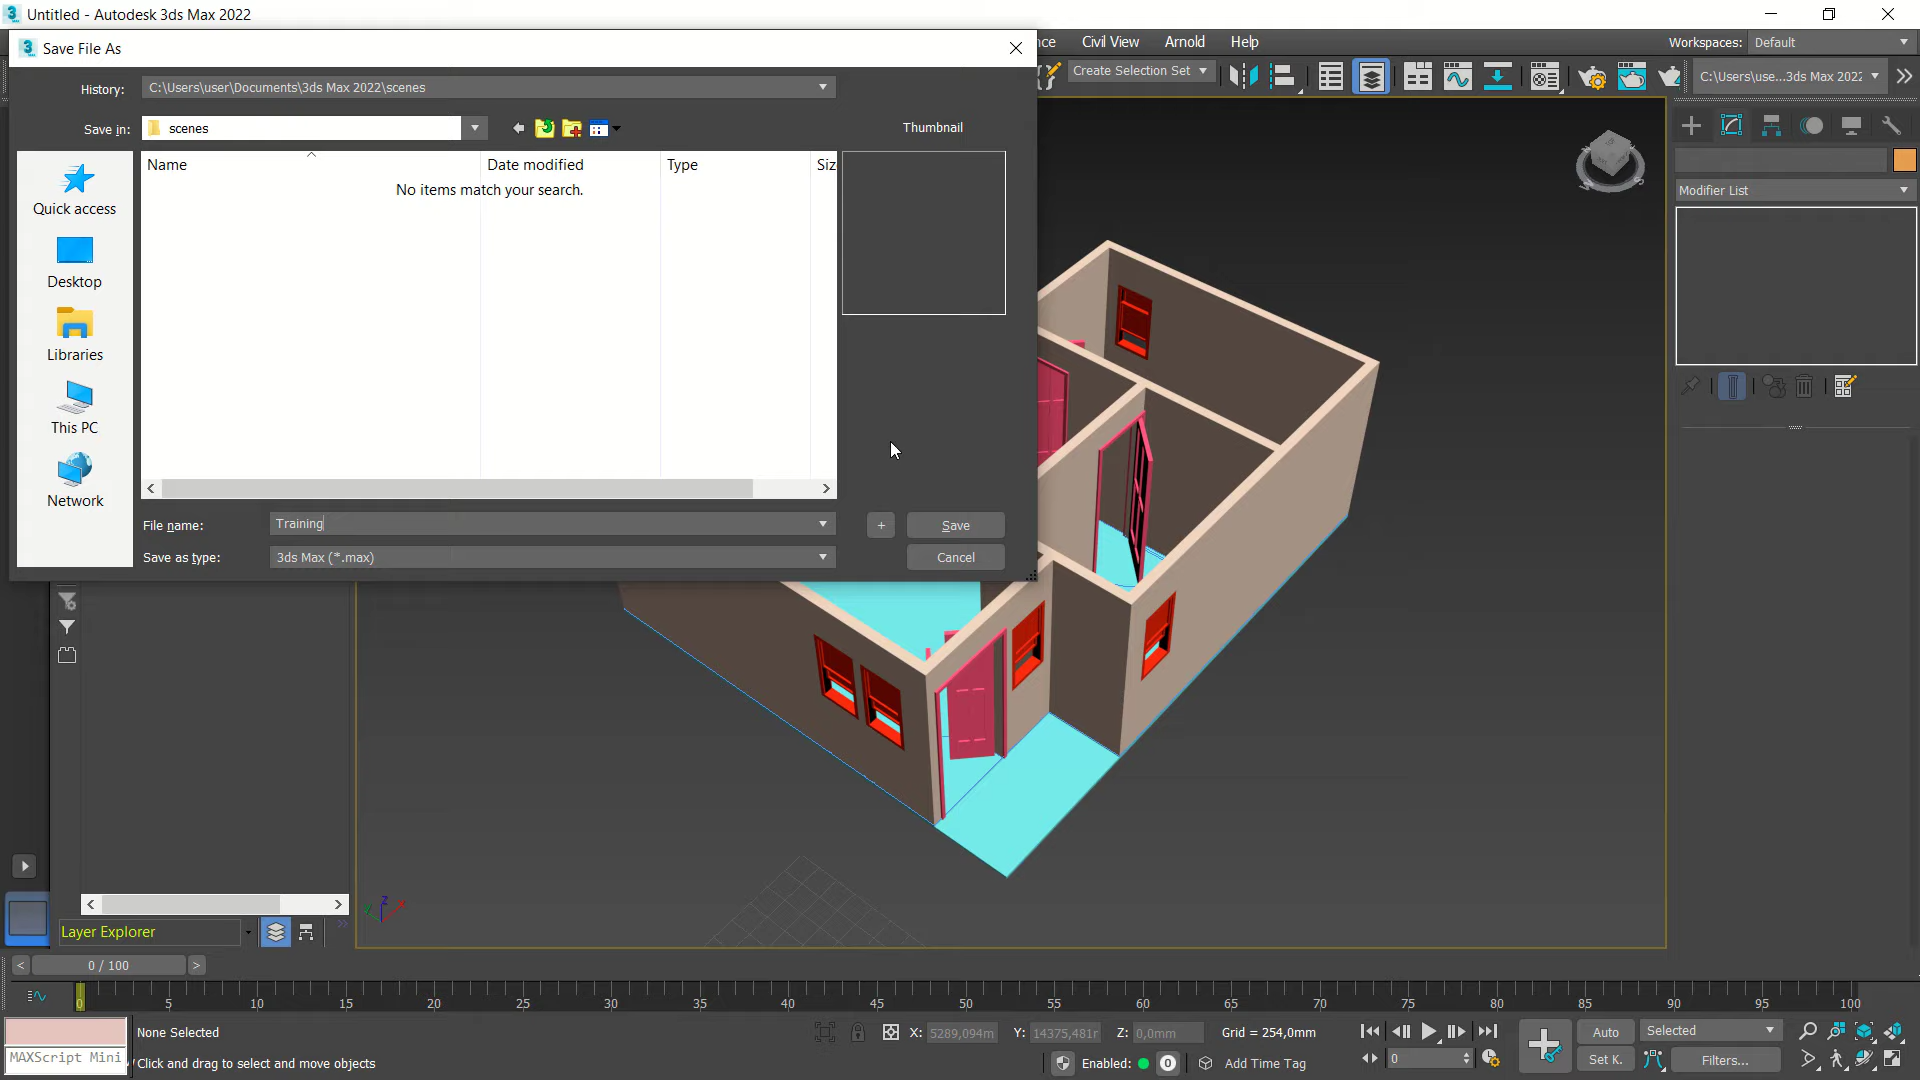 Untitled - Autodesk 3ds Max 2022
Save File As
nce Civil View Arnold Help
Workspaces: Default
History: C:\Users\user\Documents\3ds Max 2022\scenes
Create Selection Set
C:\Users\use...3ds Max 2022
Save in: scenes
Thumbnail
Name Date modified Type Siz
No items match your search.
Quick access
Desktop
Libraries
This PC
Network
Modifier List
File name: Training
+ Save
Save as type: 3ds Max (*.max)
Cancel
Layer Explorer
< 0 / 100 >
0 5 10 15 20 25 30 35 40 45 50 55 60 65 70 75 80 85 90 95 100
None Selected
X: 5289,094m Y: 14375,481r Z: 0,0mm Grid = 254,0mm
Auto Selected
MAXScript Mini
Click and drag to select and move objects
Enabled: 0 Add Time Tag
0
Set K. Filters...